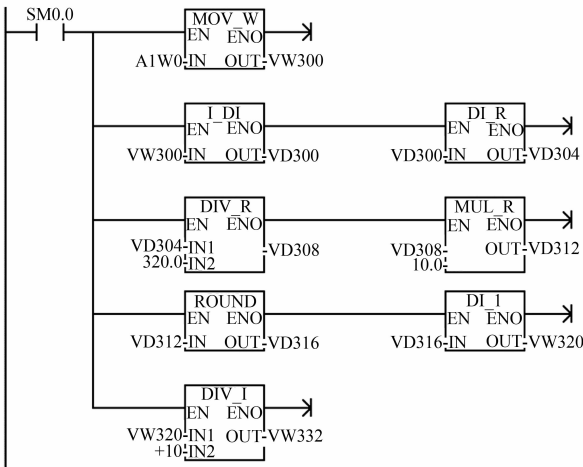 SM0.0
MOV_W
EN ENO
A1W0 IN OUT VW300
I_DI
EN ENO
VW300 IN OUT VD300
DI_R
EN ENO
VD300 IN OUT VD304
DIV_R
EN ENO
VD304 IN1 VD308
320.0 IN2
MUL_R
EN ENO
VD308 OUT VD312
10.0
ROUND
EN ENO
VD312 IN OUT VD316
DI_1
EN ENO
VD316 IN OUT VW320
DIV_I
EN ENO
VW320 IN1 OUT VW332
+10 IN2